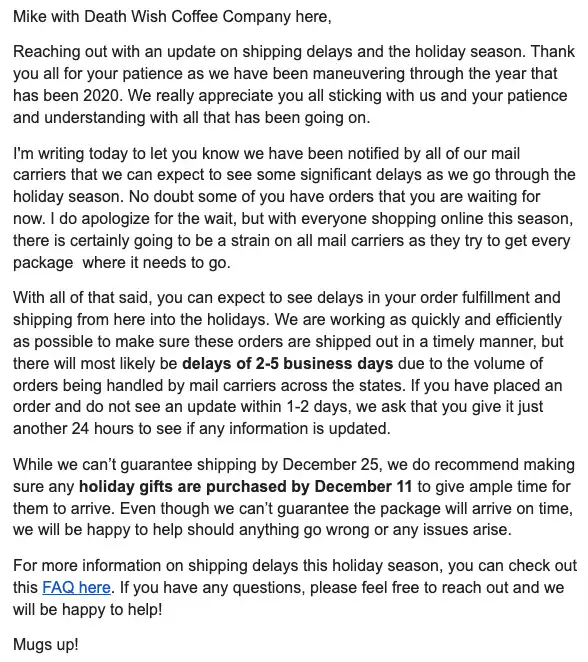 Mike with Death Wish Coffee Company here,
Reaching out with an update on shipping delays and the holiday season. Thank
you all for your patience as we have been maneuvering through the year that
has been 2020. We really appreciate you all sticking with us and your patience
and understanding with all that has been going on.
I'm writing today to let you know we have been notified by all of our mail
carriers that we can expect to see some significant delays as we go through the
holiday season. No doubt some of you have orders that you are waiting for
now. I do apologize for the wait, but with everyone shopping online this season,
there is certainly going to be a strain on all mail carriers as they try to get every
package  where it needs to go.
With all of that said, you can expect to see delays in your order fulfillment and
shipping from here into the holidays. We are working as quickly and efficiently
as possible to make sure these orders are shipped out in a timely manner, but
there will most likely be delays of 2-5 business days due to the volume of
orders being handled by mail carriers across the states. If you have placed an
order and do not see an update within 1-2 days, we ask that you give it just
another 24 hours to see if any information is updated.
While we can’t guarantee shipping by December 25, we do recommend making
sure any holiday gifts are purchased by December 11 to give ample time for
them to arrive. Even though we can’t guarantee the package will arrive on time,
we will be happy to help should anything go wrong or any issues arise.
For more information on shipping delays this holiday season, you can check out
this FAQ here. If you have any questions, please feel free to reach out and we
will be happy to help!
Mugs up!